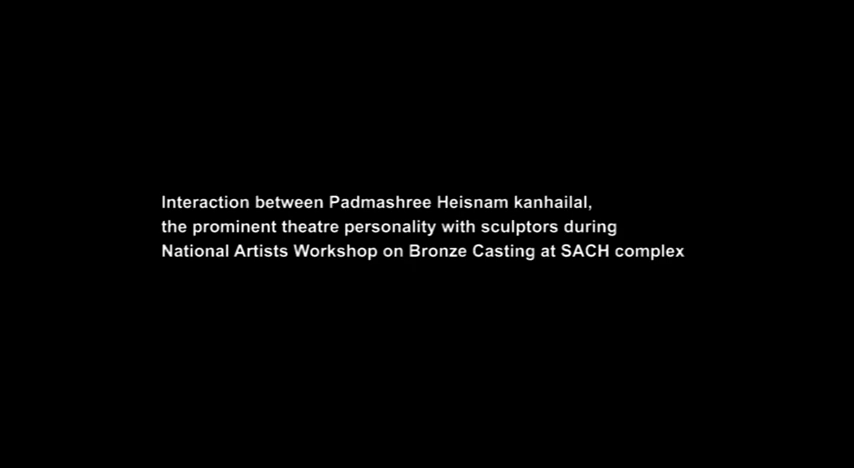 Interaction between Padmashree Heisnam kanhailal,
the prominent theatre personality with sculptors during
National Artists Workshop on Bronze Casting at SACH complex